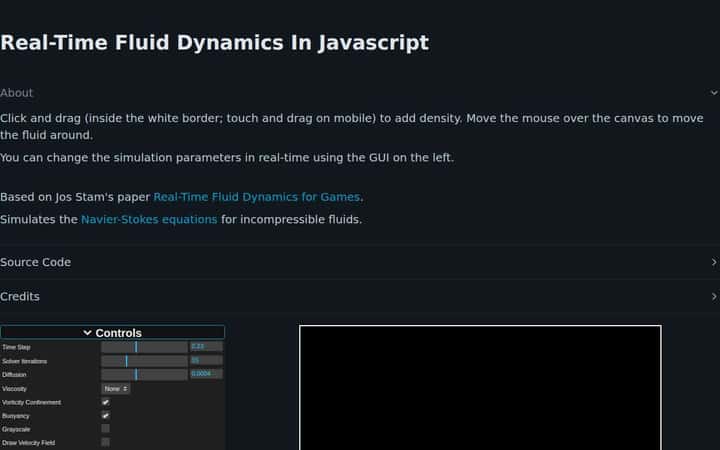 Real-Time Fluid Dynamics In Javascript
About
Click and drag (inside the white border; touch and drag on mobile) to add density. Move the mouse over the canvas to move
the fluid around.
You can change the simulation parameters in real-time using the GUI on the left.
Based on Jos Stam's paper Real-Time Fluid Dynamics for Games.
Simulates the Navier-Stokes equations for incompressible fluids.
Source Code
Credits
Controls
Time Step 0.23
Solver Iterations
Diffusion 0.0004
Viscosity None
Vorticity Confinement
Buoyancy
Grayscale
Draw Velocity Field